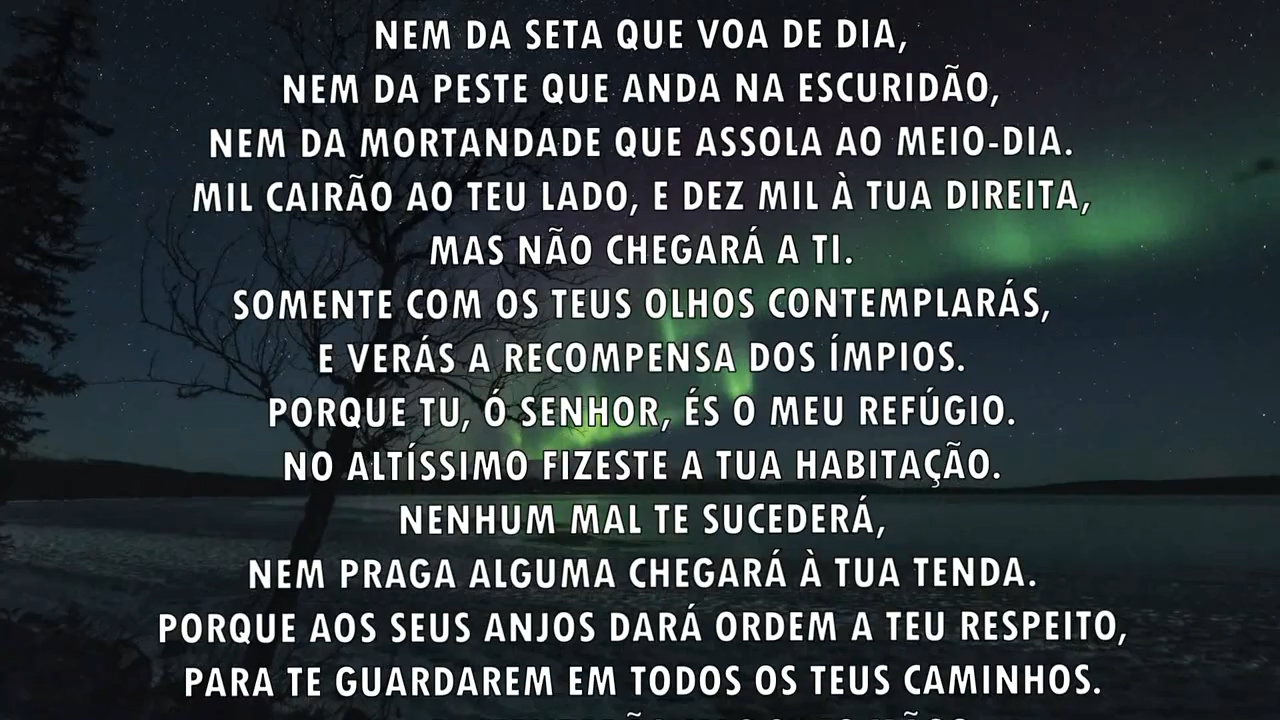 NEM DA SETA QUE VOA DE DIA,
NEM DA PESTE QUE ANDA NA ESCURIDÃO,
NEM DA MORTANDADE QUE ASSOLA AO MEIO-DIA.
MIL CAIRÃO AO TEU LADO, E DEZ MIL À TUA DIREITA,
MAS NÃO CHEGARÁ A TI.
SOMENTE COM OS TEUS OLHOS CONTEMPLARÁS,
E VERÁS A RECOMPENSA DOS ÍMPIOS.
PORQUE TU, Ó SENHOR, ÉS O MEU REFÚGIO.
NO ALTÍSSIMO FIZESTE A TUA HABITAÇÃO.
NENHUM MAL TE SUCEDERÁ,
NEM PRAGA ALGUMA CHEGARÁ À TUA TENDA.
PORQUE AOS SEUS ANJOS DARÁ ORDEM A TEU RESPEITO,
PARA TE GUARDAREM EM TODOS OS TEUS CAMINHOS.